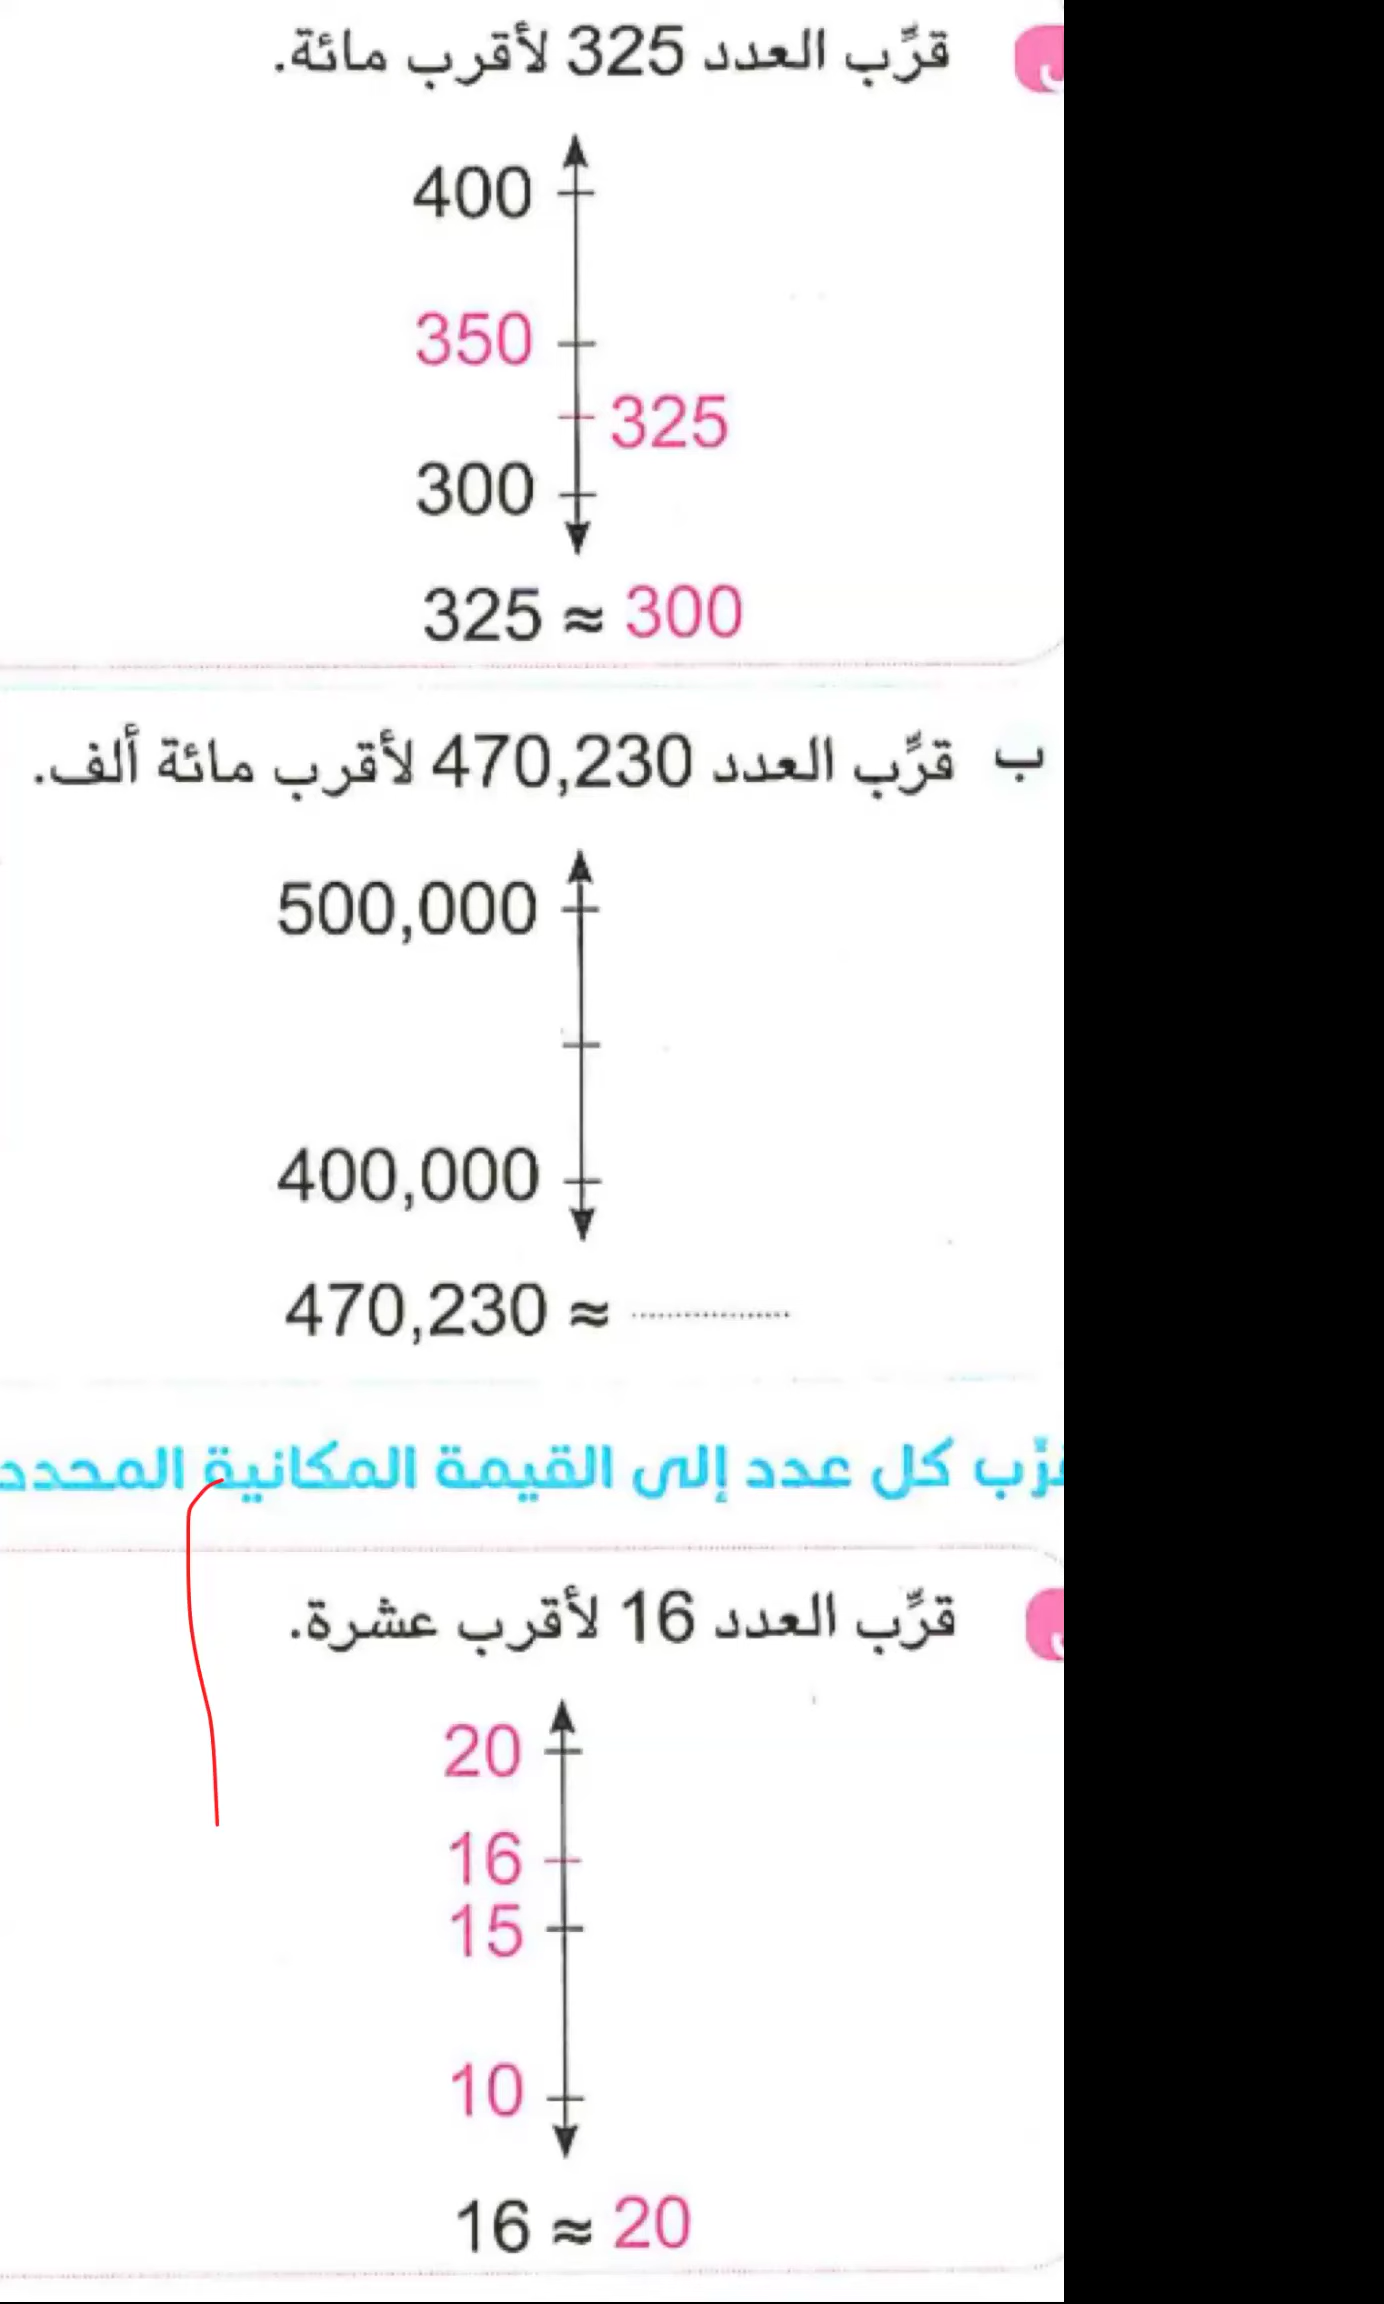 قرِّب العدد 325 لأقرب مائة.
400
350
325
300
325 ≈ 300
ب قرِّب العدد 470,230 لأقرب مائة ألف.
500,000
400,000
470,230 ≈ ............
قرِّب كل عدد إلى القيمة المكانية المحدد
قرِّب العدد 16 لأقرب عشرة.
20
16
15
10
16 ≈ 20